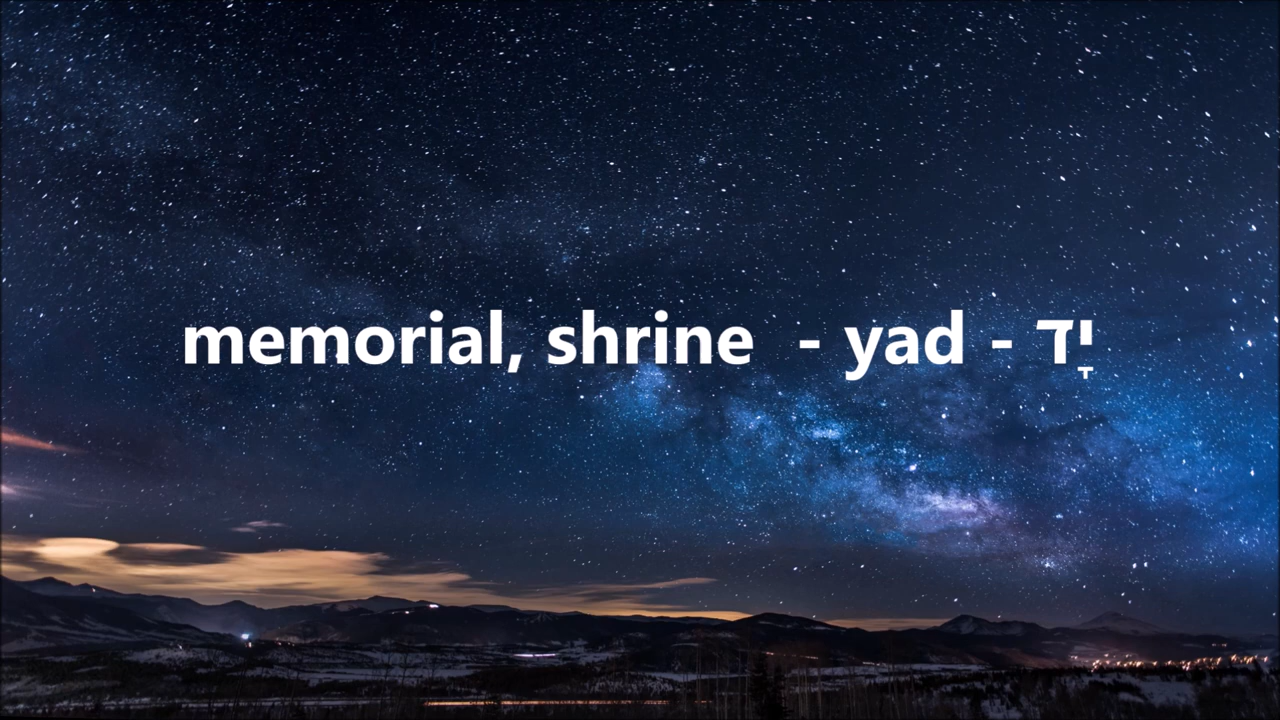 memorial, shrine  - yad - יָד